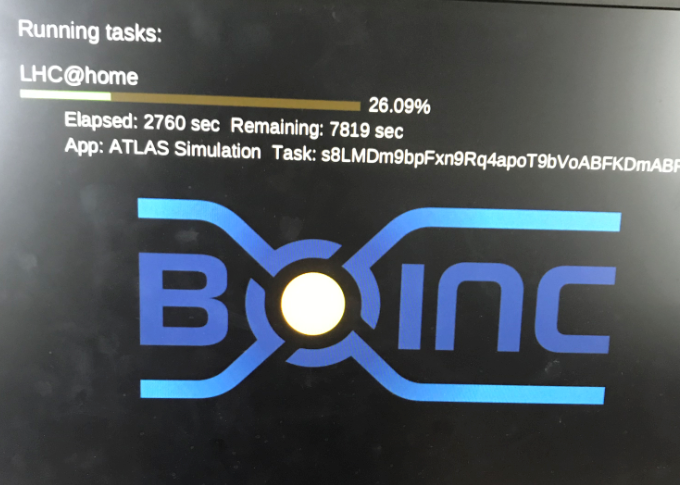 Running tasks:
LHC@home
26.09%
Elapsed: 2760 sec Remaining: 7819 sec
App: ATLAS Simulation Task: s8LMDm9bpFxn9Rq4apoT9bVoABFKDmABF
BOINC